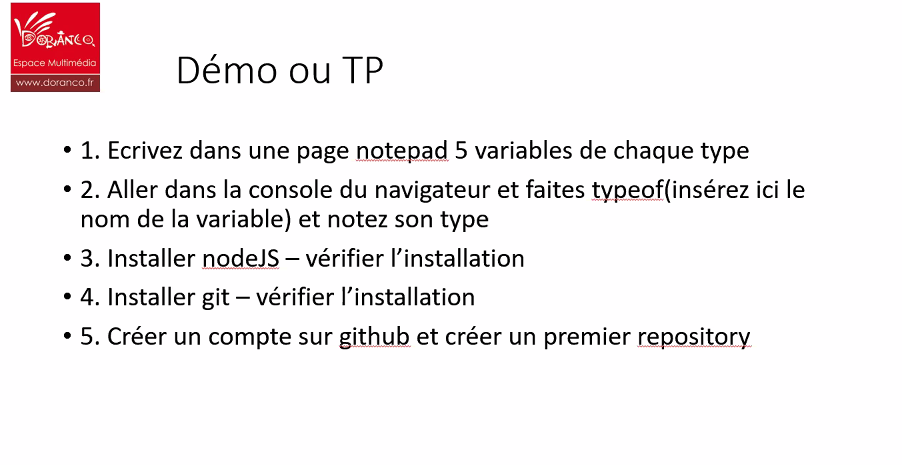 DORANCO
Espace Multimédia
www.doranco.fr
Démo ou TP
• 1. Ecrivez dans une page notepad 5 variables de chaque type
• 2. Aller dans la console du navigateur et faites typeof(insérez ici le
nom de la variable) et notez son type
• 3. Installer nodeJS – vérifier l’installation
• 4. Installer git – vérifier l’installation
• 5. Créer un compte sur github et créer un premier repository